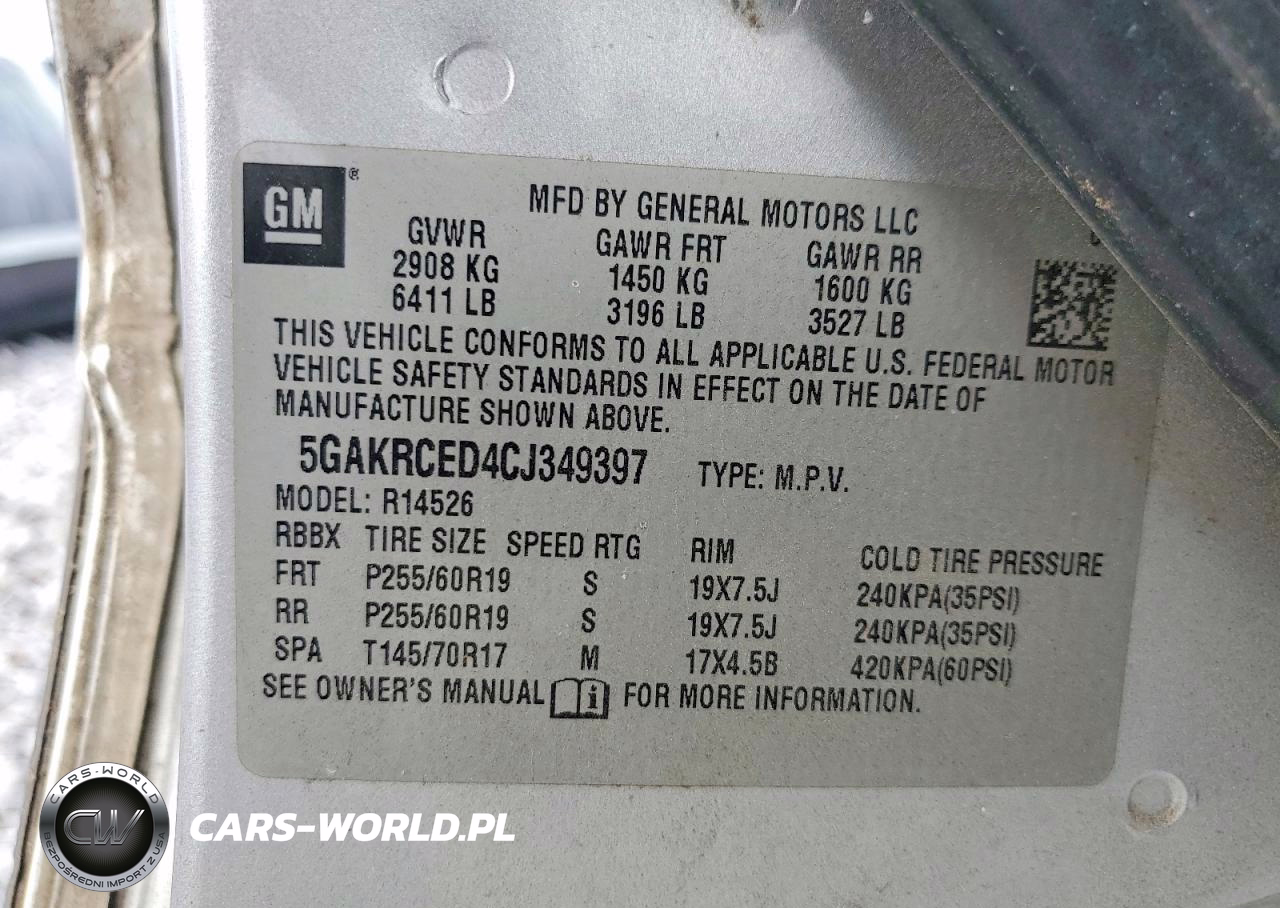 GM ®
MFD BY GENERAL MOTORS LLC
GVWR GAWR FRT GAWR RR
2908 KG 1450 KG 1600 KG
6411 LB 3196 LB 3527 LB
THIS VEHICLE CONFORMS TO ALL APPLICABLE U.S. FEDERAL MOTOR
VEHICLE SAFETY STANDARDS IN EFFECT ON THE DATE OF
MANUFACTURE SHOWN ABOVE.
5GAKRCED4CJ349397 TYPE: M.P.V.
MODEL: R14526
RBBX TIRE SIZE SPEED RTG RIM COLD TIRE PRESSURE
FRT P255/60R19 S 19X7.5J 240KPA(35PSI)
RR P255/60R19 S 19X7.5J 240KPA(35PSI)
SPA T145/70R17 M 17X4.5B 420KPA(60PSI)
SEE OWNER'S MANUAL i FOR MORE INFORMATION.
CARS-WORLD
CW
BEZPOŚREDNI IMPORT Z USA
CARS-WORLD.PL